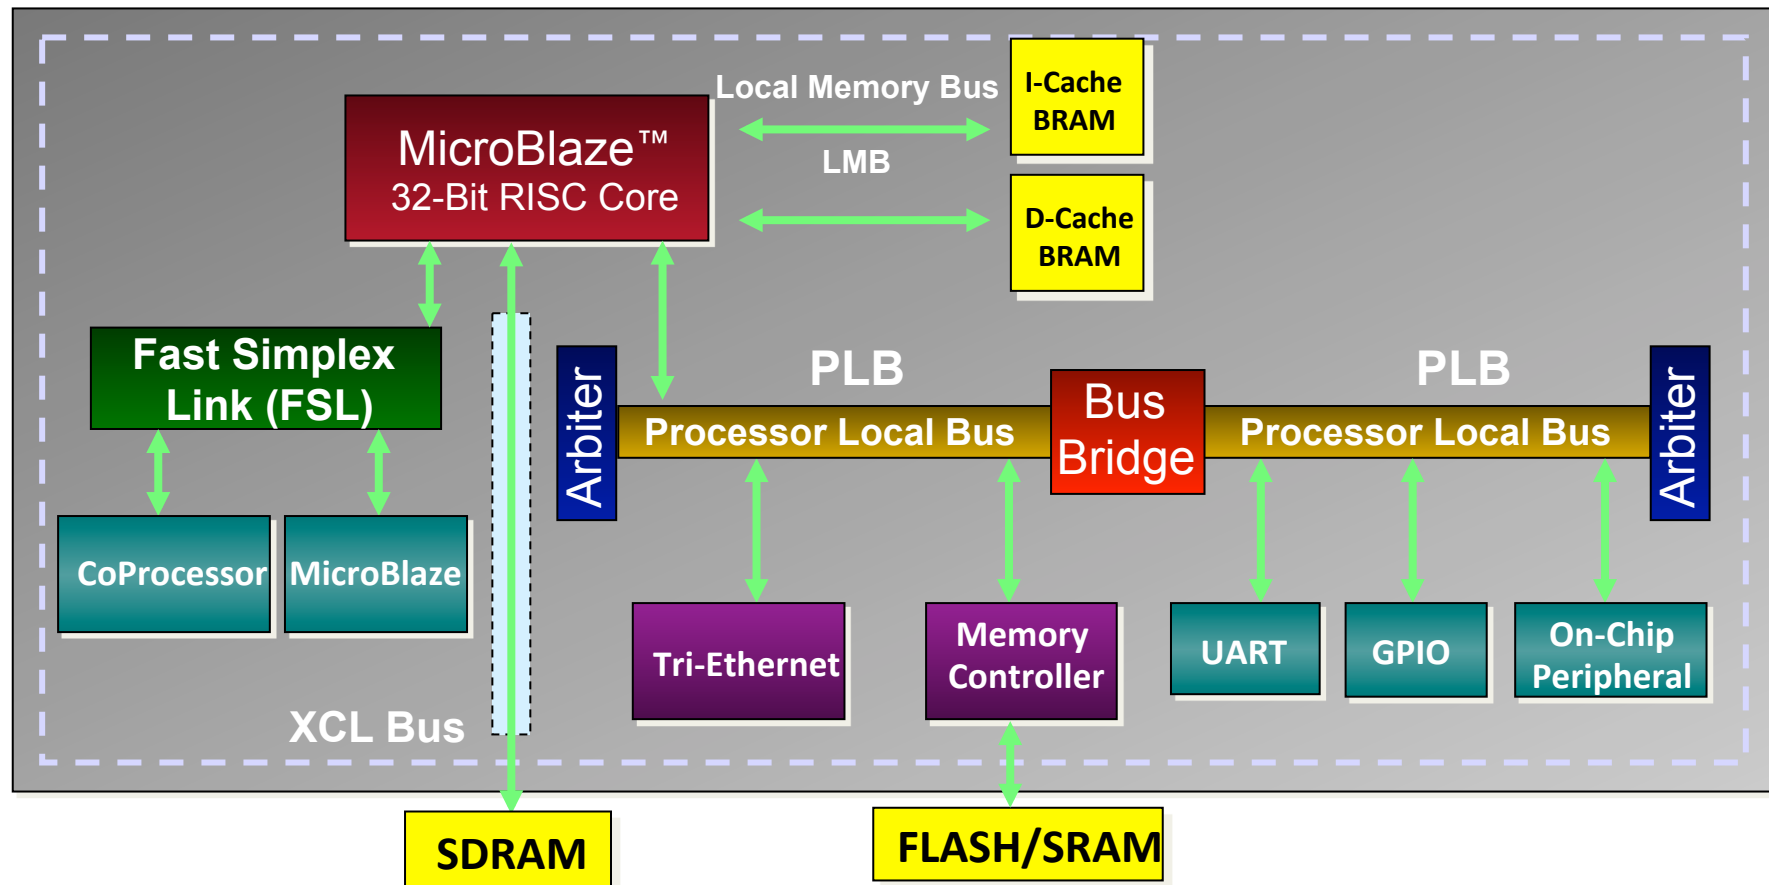 Local Memory Bus
LMB
I-Cache
BRAM
D-Cache
BRAM
MicroBlaze™
32-Bit RISC Core
Fast Simplex
Link (FSL)
CoProcessor
MicroBlaze
XCL Bus
SDRAM
Arbiter
PLB
Processor Local Bus
Bus
Bridge
PLB
Processor Local Bus
Arbiter
Tri-Ethernet
Memory
Controller
UART
GPIO
On-Chip
Peripheral
FLASH/SRAM